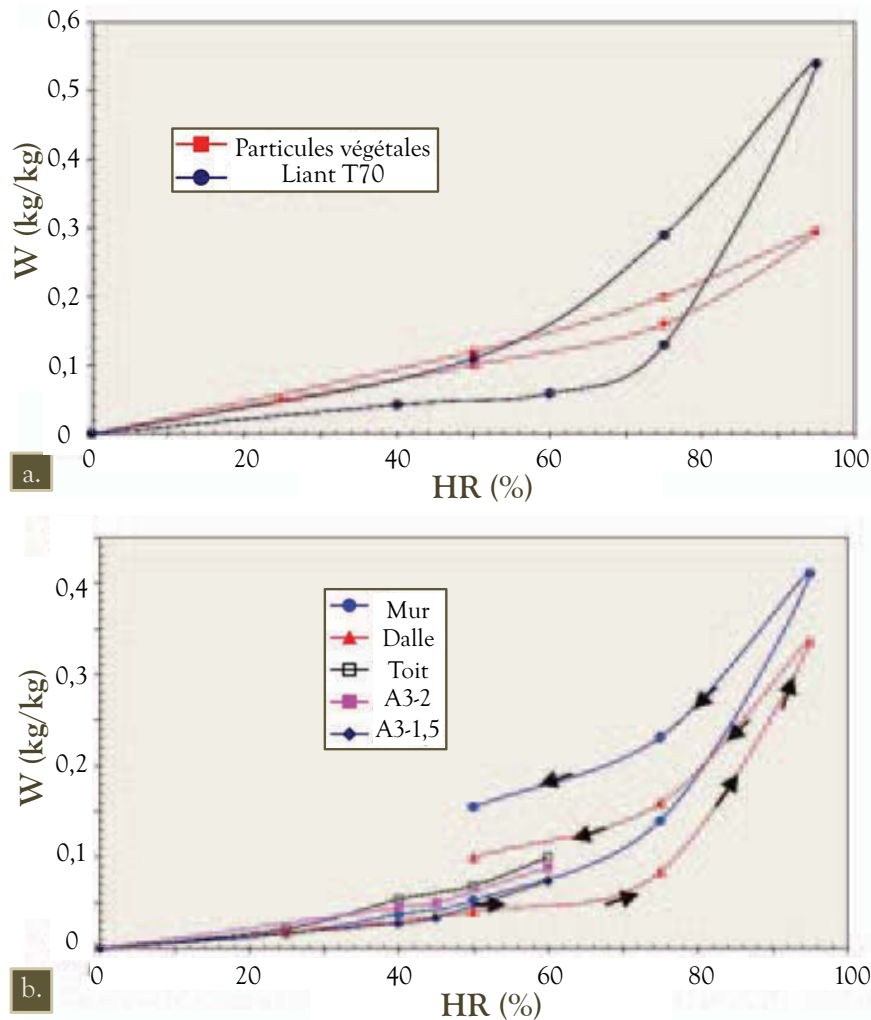 0,6
0,5
0,4
0,3
0,2
0,1
0
W (kg/kg)
Particules végétales
Liant T70
0 20 40 60 80 100
HR (%)
a.
0,4
0,3
0,2
0,1
0
W (kg/kg)
Mur
Dalle
Toit
A3-2
A3-1,5
0 20 40 60 80 100
HR (%)
b.